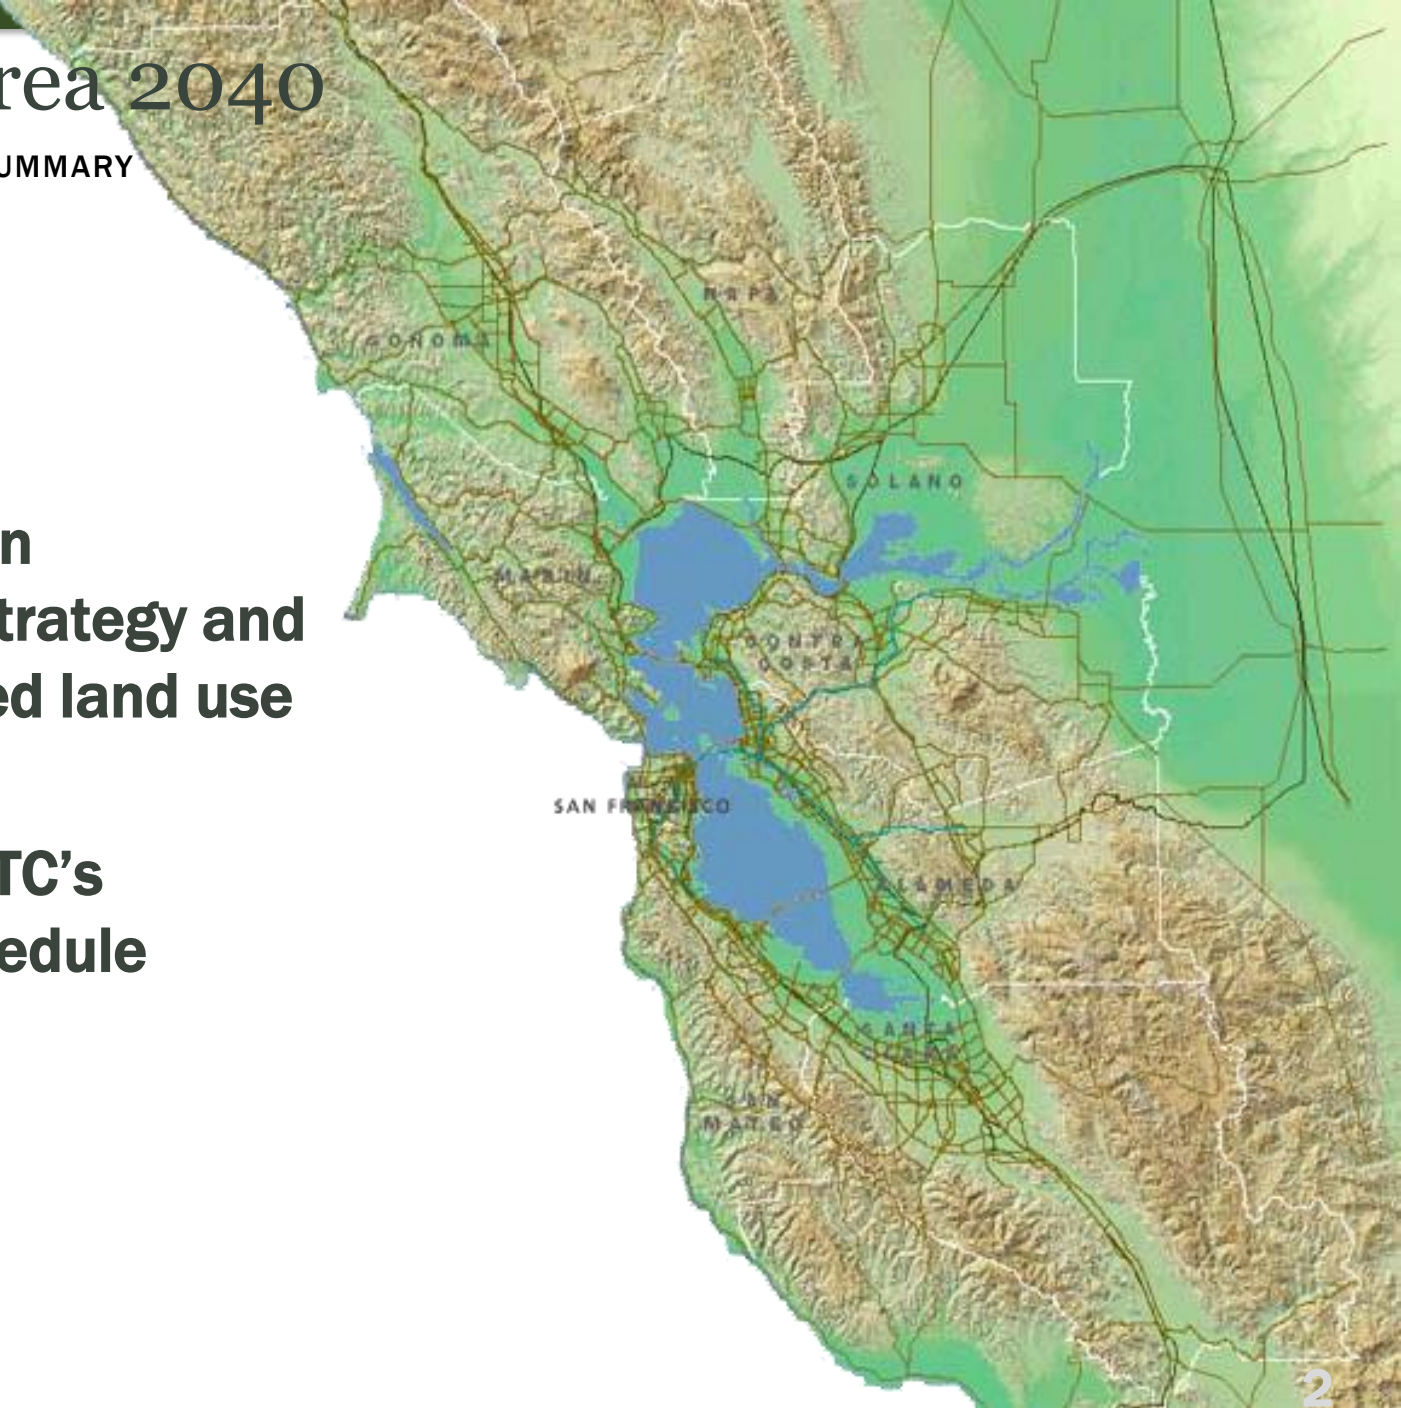 rea 2040
UMMARY
NAPA
SONOMA
SOLANO
n
MARIN
trategy and
CONTRA
COSTA
ed land use
SAN FRANCISCO
TC's
ALAMEDA
edule
SANTA
CLARA
SAN
MATEO
2